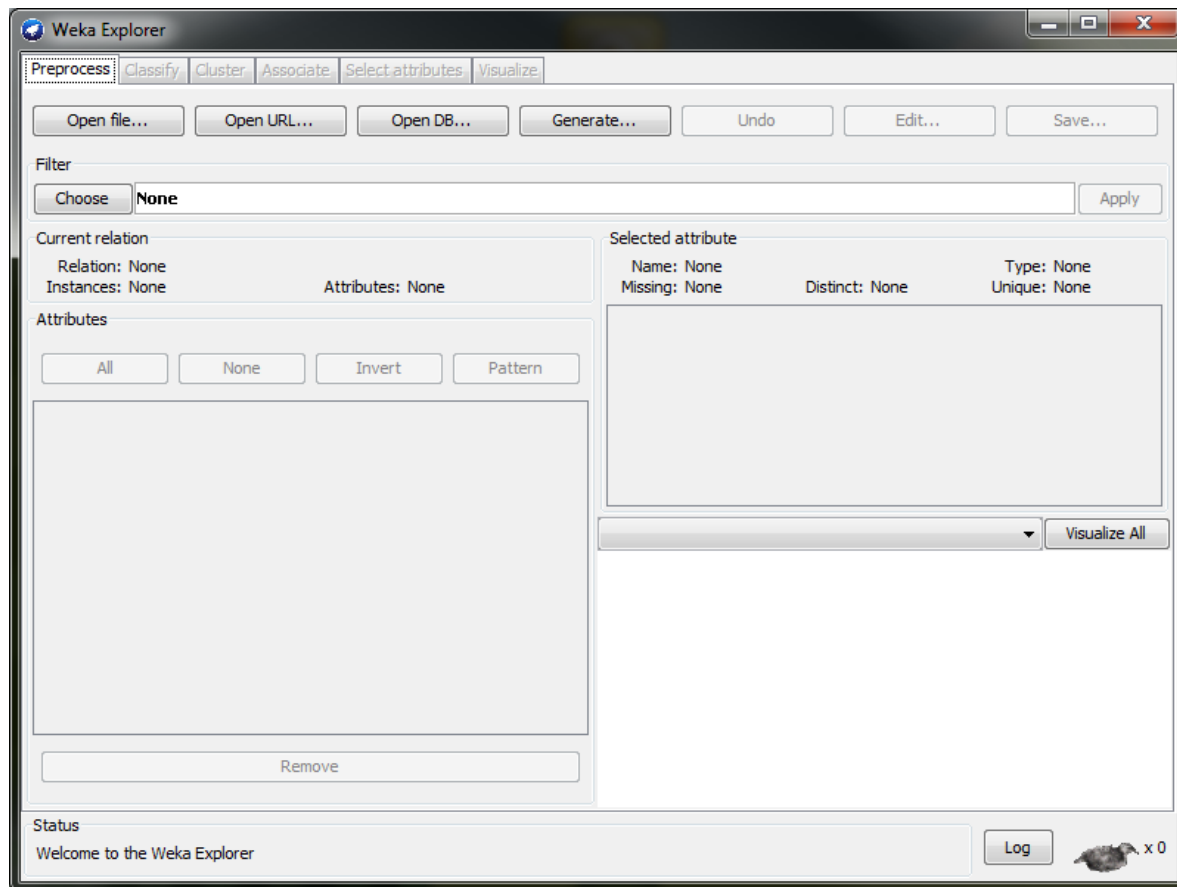 Weka Explorer
Preprocess Classify Cluster Associate Select attributes Visualize
Open file... Open URL... Open DB... Generate... Undo Edit... Save...
Filter
Choose None Apply
Current relation
Relation: None
Instances: None Attributes: None
Selected attribute
Name: None Type: None
Missing: None Distinct: None Unique: None
Attributes
All None Invert Pattern
Visualize All
Remove
Status
Welcome to the Weka Explorer
Log x 0